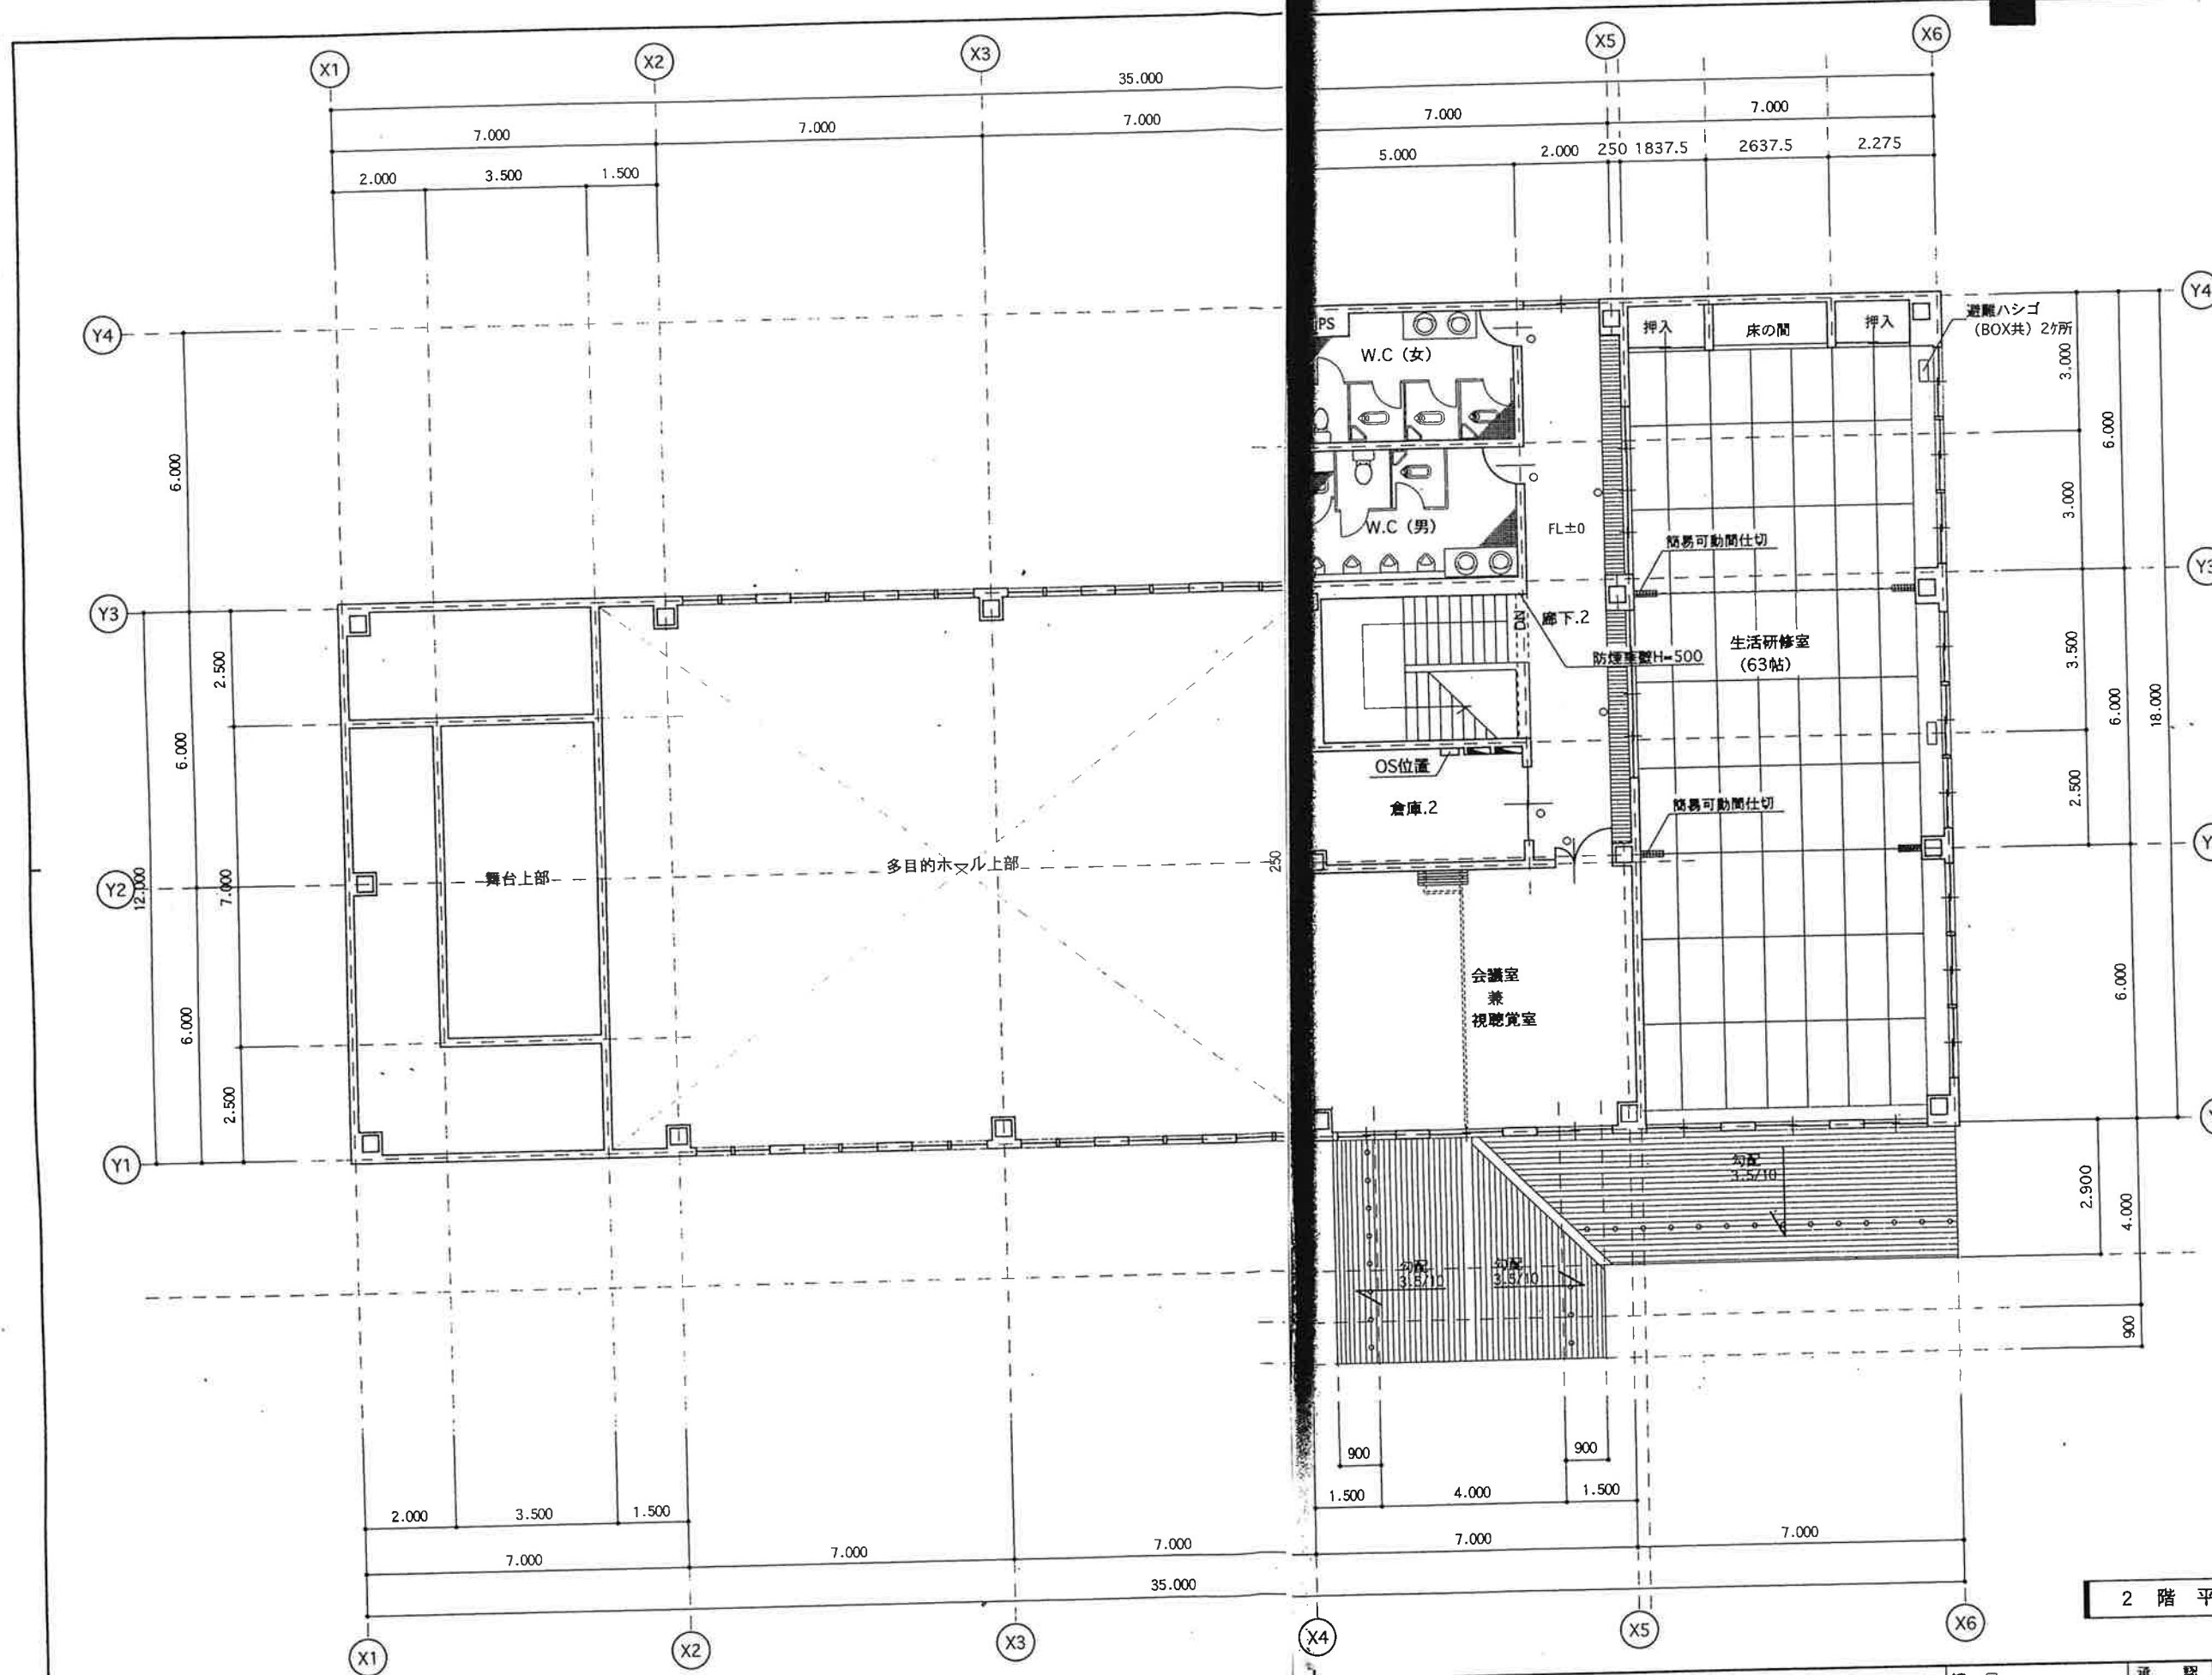 X1
X2
X3
X5
X6
35.000
7.000
7.000
7.000
7.000
7.000
2.000
3.500
1.500
5.000
2.000
250
1837.5
2637.5
2.275
Y4
Y4
PS
W.C(女)
押入
床の間
押入
避難ハシゴ
(BOX共)2ケ所
3.000
6.000
6.000
3.000
W.C(男)
FL±0
簡易可動間仕切
Y3
Y3
2.500
廊下.2
DN
防煙垂壁H=500
生活研修室
(63帖)
3.500
6.000
6.000
18.000
OS位置
倉庫.2
簡易可動間仕切
2.500
Y2
12.000
7.000
舞台上部
多目的ホール上部
250
会議室
兼
視聴覚室
6.000
6.000
2.500
Y1
勾配
3.5/10
勾配
3.5/10
勾配
3.5/10
2.900
4.000
900
900
900
1.500
4.000
1.500
2.000
3.500
1.500
7.000
7.000
7.000
7.000
7.000
35.000
X1
X2
X3
X4
X5
X6
2 階 平
承 認